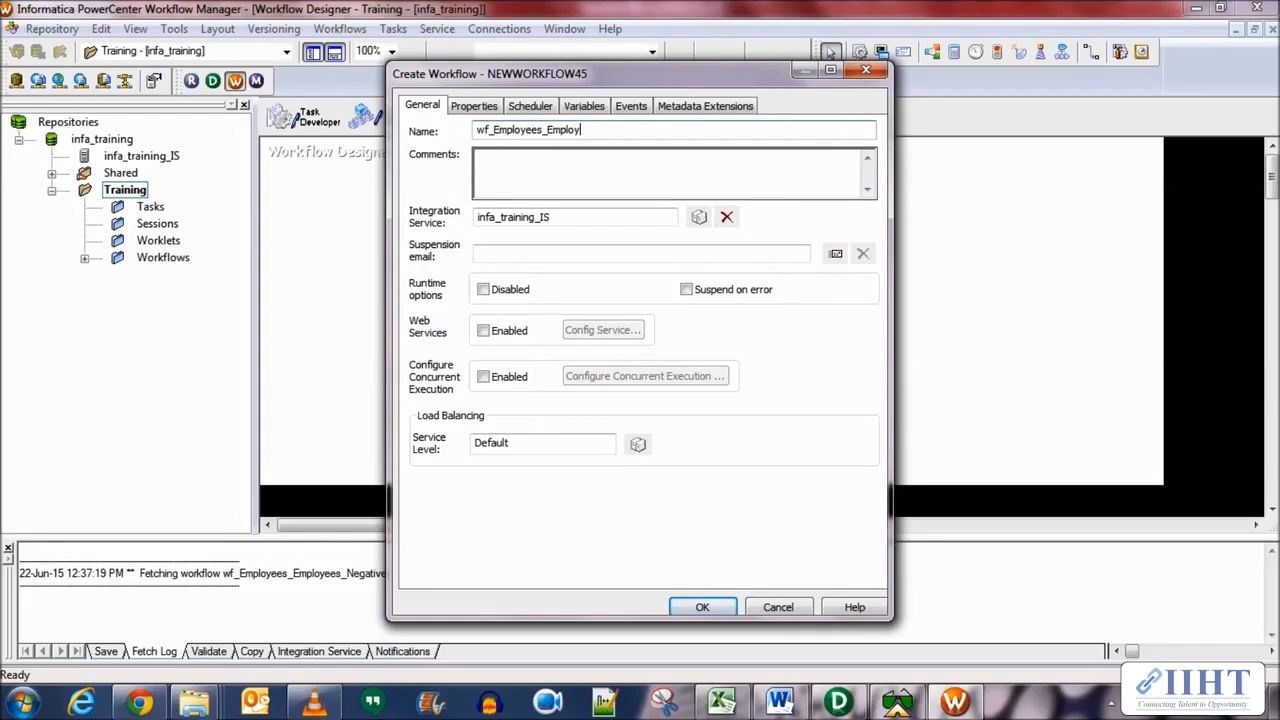 Informatica PowerCenter Workflow Manager - [Workflow Designer - Training - [infa_training]]
Repository Edit View Tools Layout Versioning Workflows Tasks Service Connections Window Help
Training - [infa_training] 100%
R D W M
Create Workflow - NEWWORKFLOW45
General Properties Scheduler Variables Events Metadata Extensions
Repositories
infa_training
infa_training_IS
Shared
Training
Tasks
Sessions
Worklets
Workflows
Task
Developer
Workflow Designe
Name: wf_Employees_Employ
Comments:
Integration
Service: infa_training_IS
Suspension
email:
Runtime
options Disabled Suspend on error
Web
Services Enabled Config Service...
Configure
Concurrent
Execution Enabled Configure Concurrent Execution ...
Load Balancing
Service
Level: Default
OK Cancel Help
22-Jun-15 12:37:19 PM ** Fetching workflow wf_Employees_Employees_Negative
Save Fetch Log Validate Copy Integration Service Notifications
Ready
IIHT
Connecting Talent to Opportunity